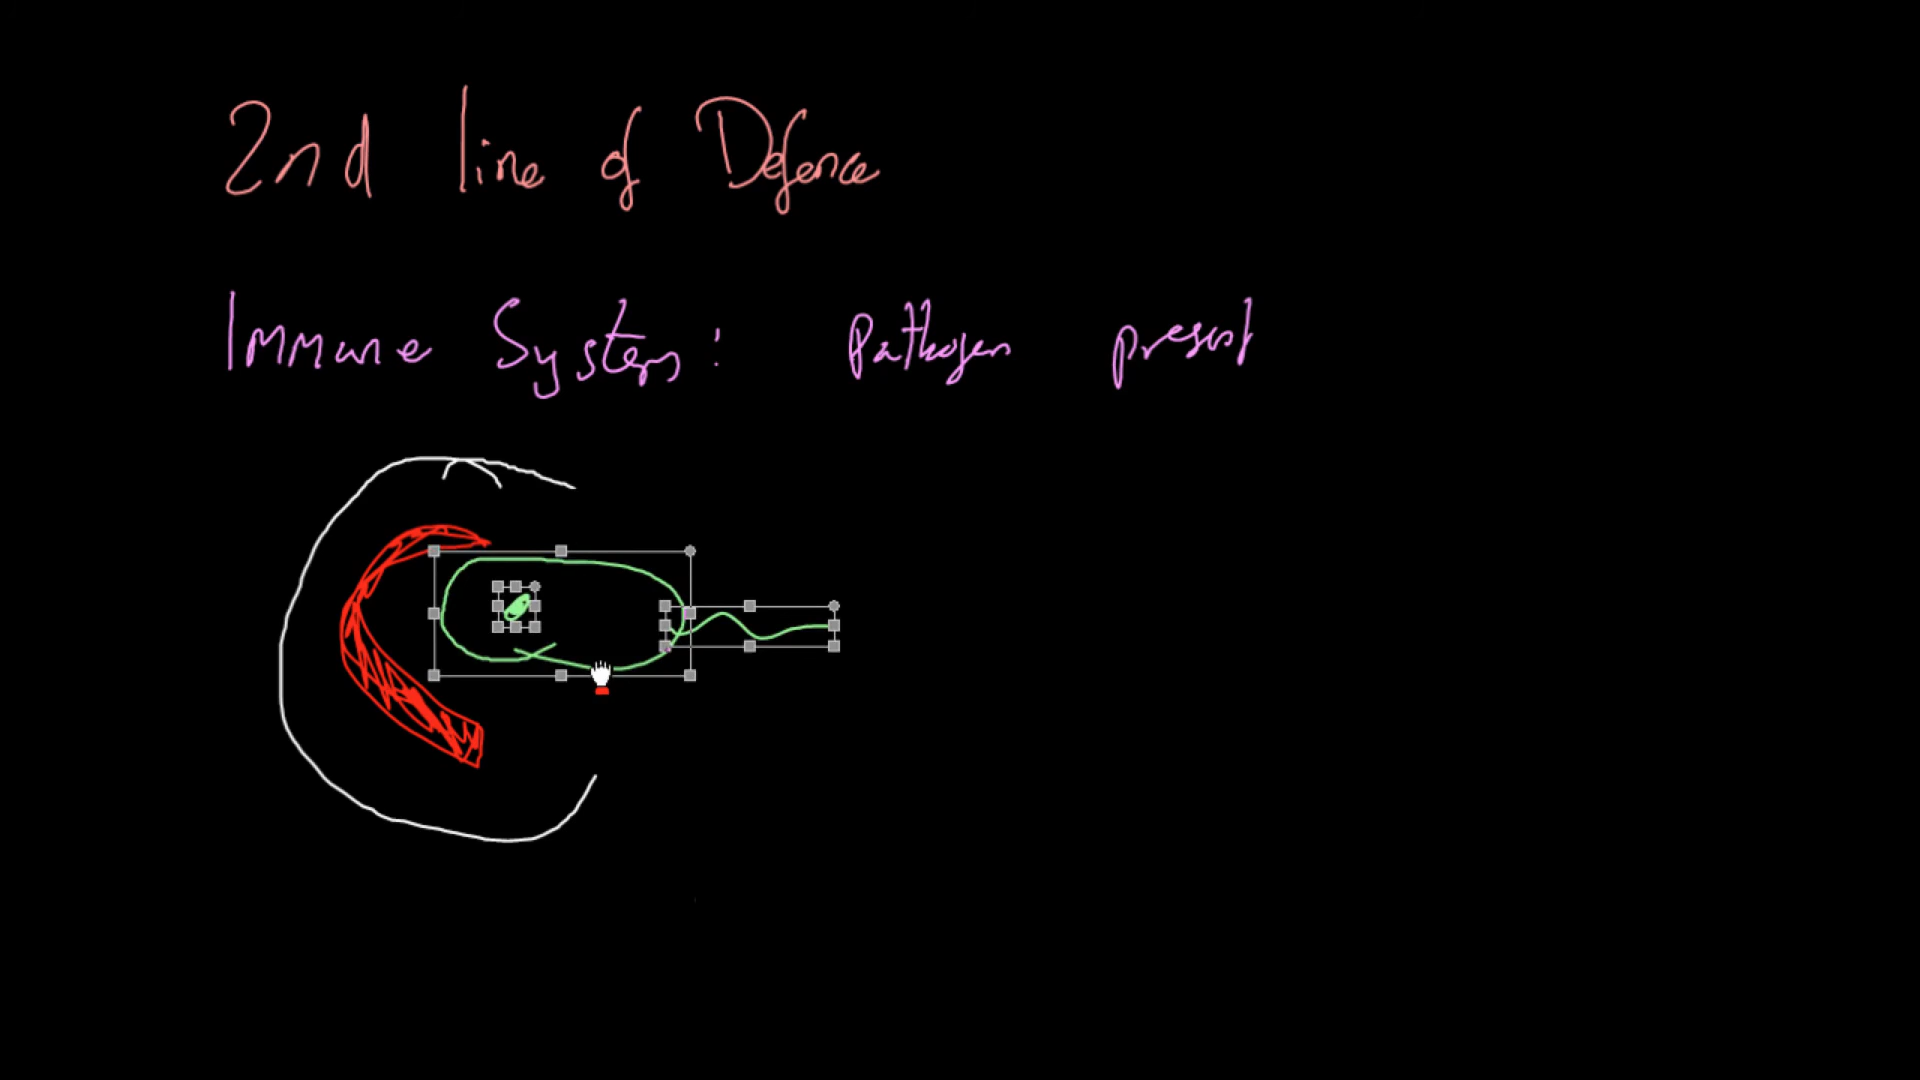 2nd line of Defence
Immune System: Pathogen present